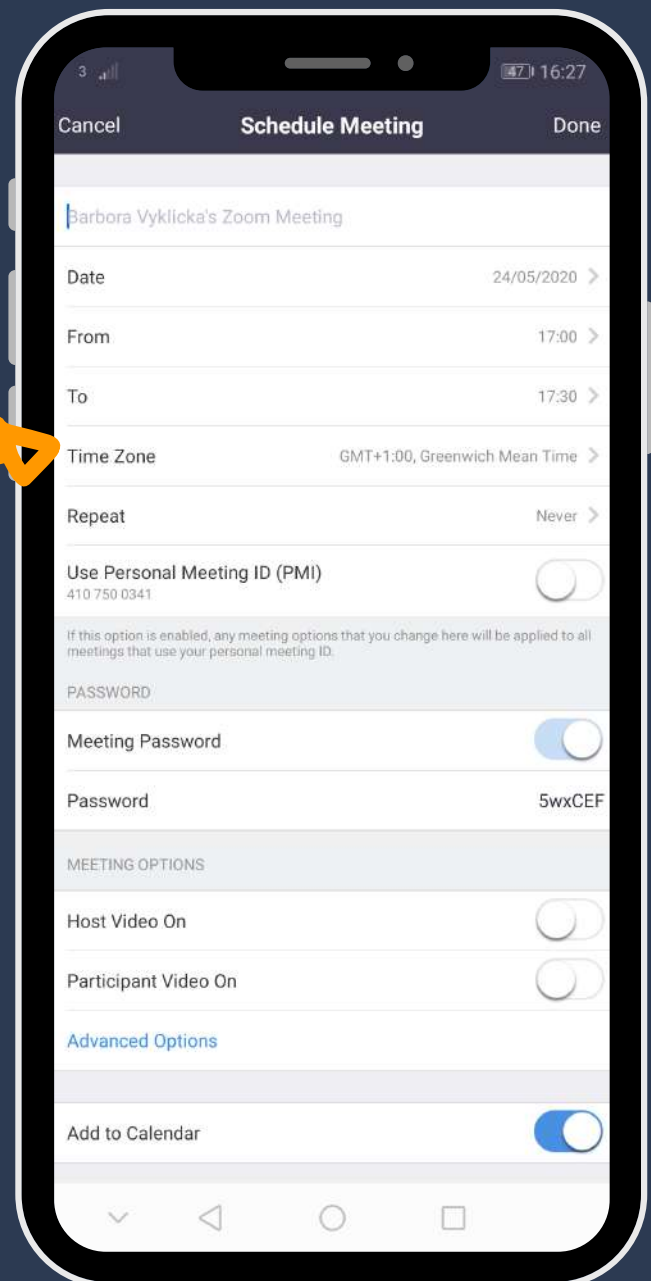 3 47 16:27
Cancel Schedule Meeting Done
Barbora Vyklicka's Zoom Meeting
Date 24/05/2020
From 17:00
To 17:30
Time Zone GMT+1:00, Greenwich Mean Time
Repeat Never
Use Personal Meeting ID (PMI)
410 750 0341
If this option is enabled, any meeting options that you change here will be applied to all
meetings that use your personal meeting ID.
PASSWORD
Meeting Password
Password 5wxCEF
MEETING OPTIONS
Host Video On
Participant Video On
Advanced Options
Add to Calendar